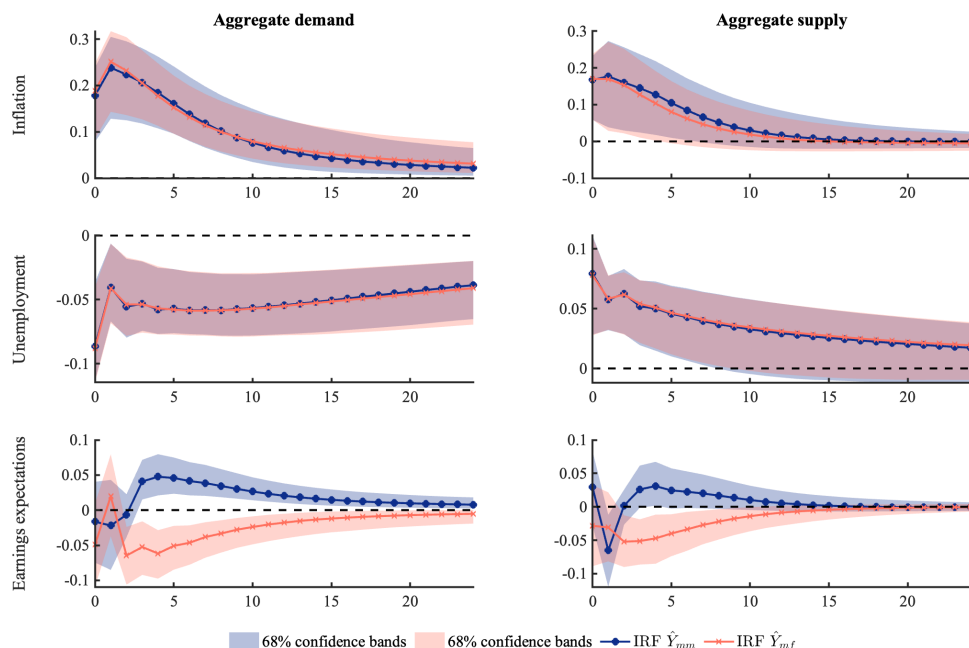 Aggregate demand
Aggregate supply
Inflation
0.3
0.2
0.1
0
0 5 10 15 20
0.3
0.2
0.1
0
-0.1
0 5 10 15 20
Unemployment
0
-0.05
-0.1
0 5 10 15 20
0.1
0.05
0
0 5 10 15 20
Earnings expectations
0.1
0.05
0
-0.05
-0.1
0 5 10 15 20
0.1
0.05
0
-0.05
-0.1
0 5 10 15 20
68% confidence bands 68% confidence bands IRF Ŷmm IRF Ŷmf